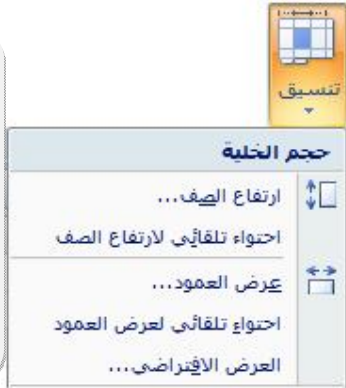 تنسيق
حجم الخلية
ارتفاع الصف...
احتواء تلقائي لارتفاع الصف
عرض العمود...
احتواء تلقائي لعرض العمود
العرض الافتراضي...